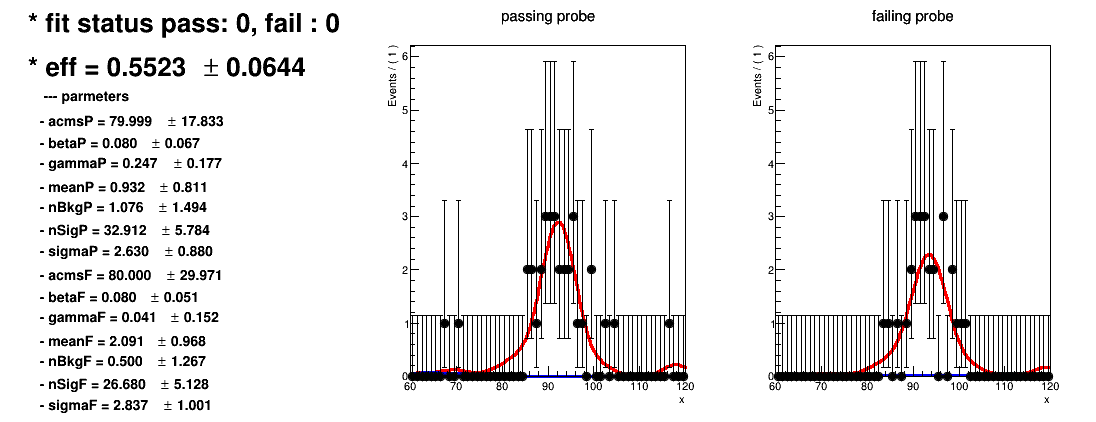 * fit status pass: 0, fail : 0
* eff = 0.5523 ± 0.0644
--- parmeters
- acmsP = 79.999 ± 17.833
- betaP = 0.080 ± 0.067
- gammaP = 0.247 ± 0.177
- meanP = 0.932 ± 0.811
- nBkgP = 1.076 ± 1.494
- nSigP = 32.912 ± 5.784
- sigmaP = 2.630 ± 0.880
- acmsF = 80.000 ± 29.971
- betaF = 0.080 ± 0.051
- gammaF = 0.041 ± 0.152
- meanF = 2.091 ± 0.968
- nBkgF = 0.500 ± 1.267
- nSigF = 26.680 ± 5.128
- sigmaF = 2.837 ± 1.001
passing probe
Events / ( 1 )
6
5
4
3
2
1
0
60 70 80 90 100 110 120
x
failing probe
Events / ( 1 )
6
5
4
3
2
1
0
60 70 80 90 100 110 120
x